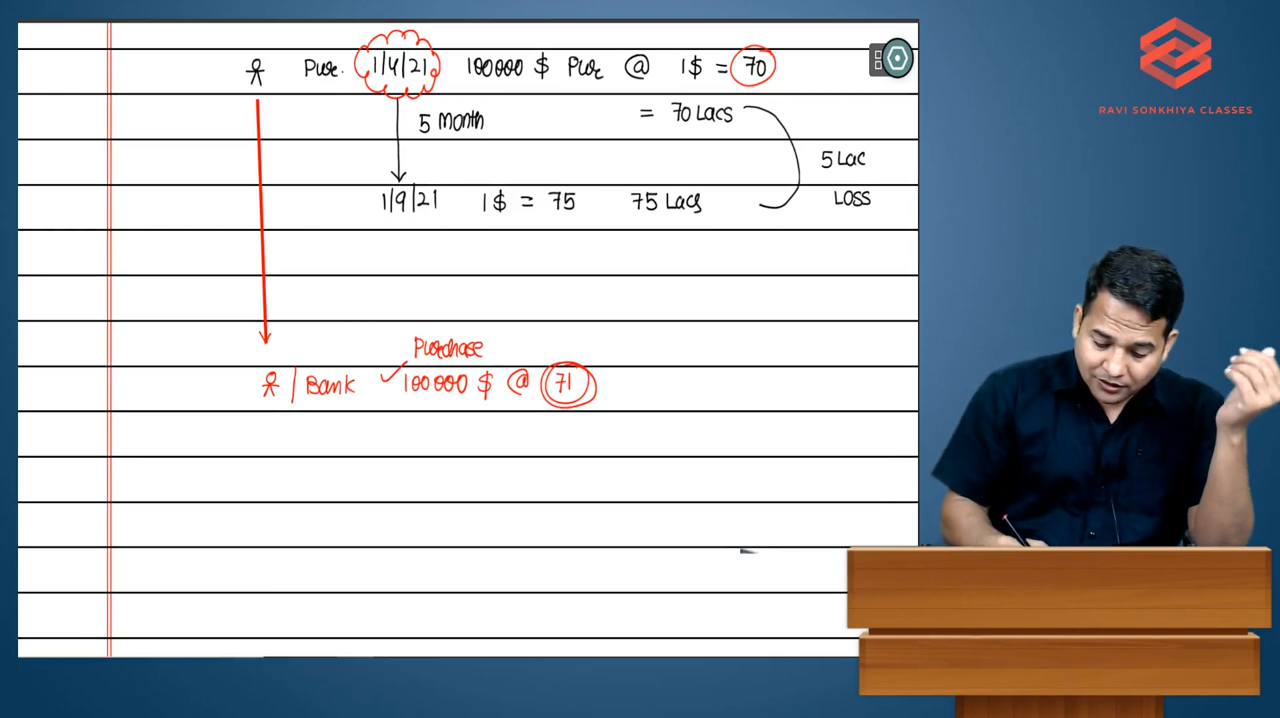 Pur. 1/4/21 100000 $ Pur @ 1$ = 70
= 70 Lacs
5 Month
5 Lac
LOSS
1/9/21 1$ = 75 75 Lacs
Purchase
Bank ✓ 100000 $ @ 71
RAVI SONKHIYA CLASSES